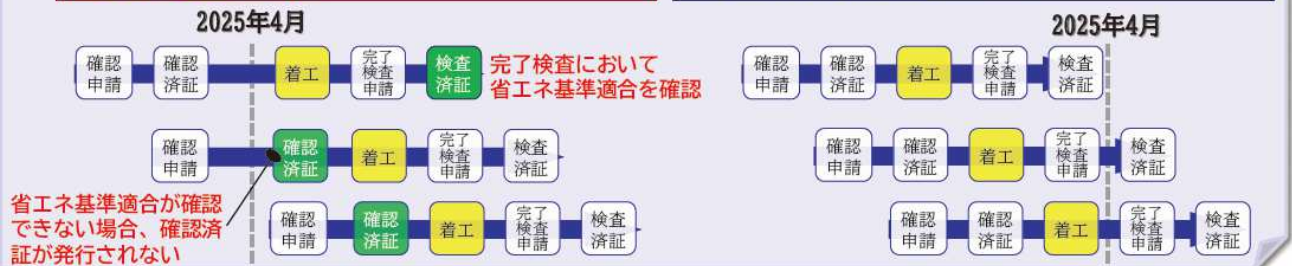 2025年4月
確認
申請
確認
済証
着工
完了
検査
申請
検査
済証
完了検査において
省エネ基準適合を確認
確認
申請
確認
済証
着工
完了
検査
申請
検査
済証
省エネ基準適合が確認
できない場合、確認済
証が発行されない
確認
申請
確認
済証
着工
完了
検査
申請
検査
済証
2025年4月
確認
申請
確認
済証
着工
完了
検査
申請
検査
済証
確認
申請
確認
済証
着工
完了
検査
申請
検査
済証
確認
申請
確認
済証
着工
完了
検査
申請
検査
済証